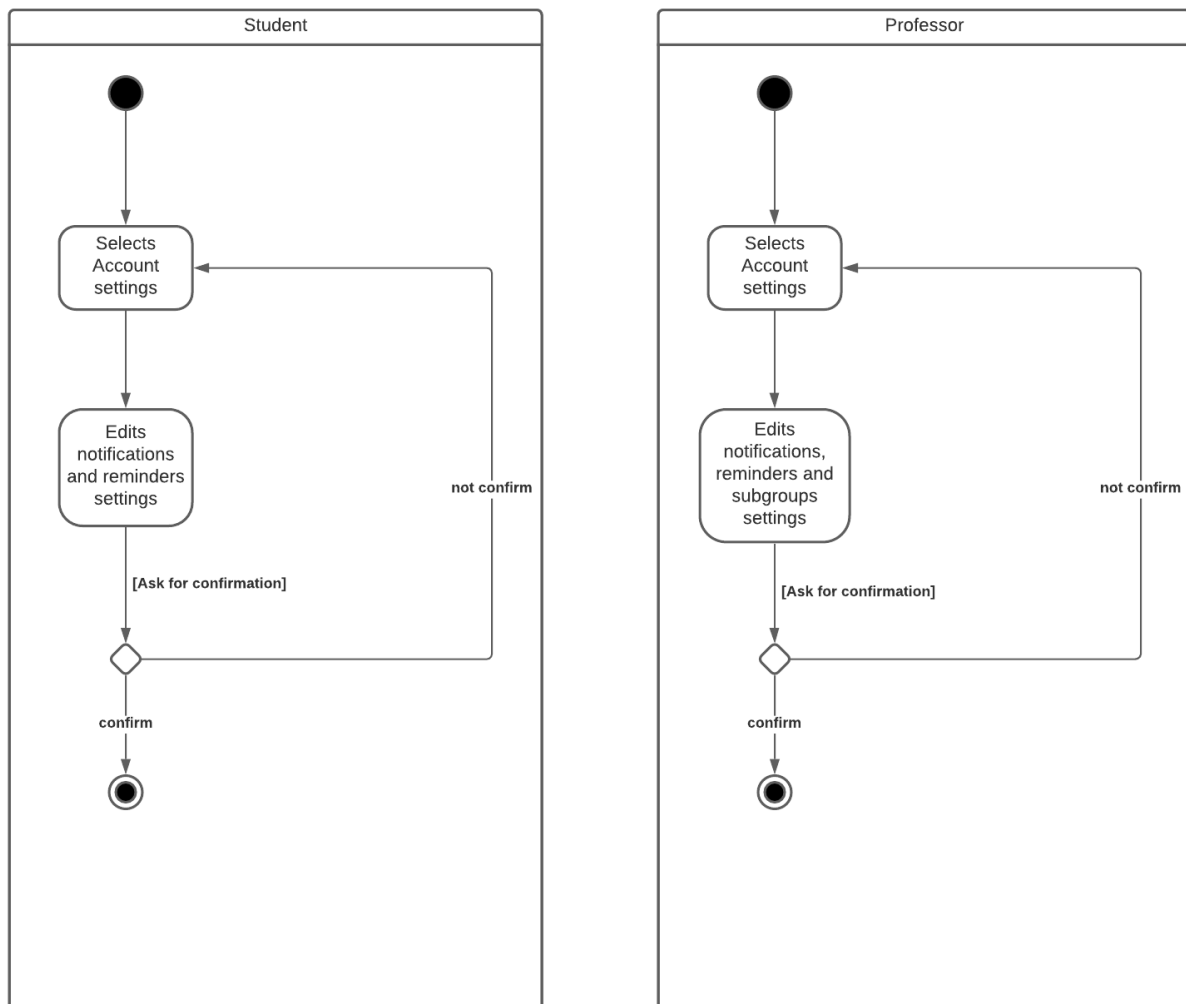 Student
Selects
Account
settings
Edits
notifications
and reminders
settings
not confirm
[Ask for confirmation]
confirm
Professor
Selects
Account
settings
Edits
notifications,
reminders and
subgroups
settings
not confirm
[Ask for confirmation]
confirm